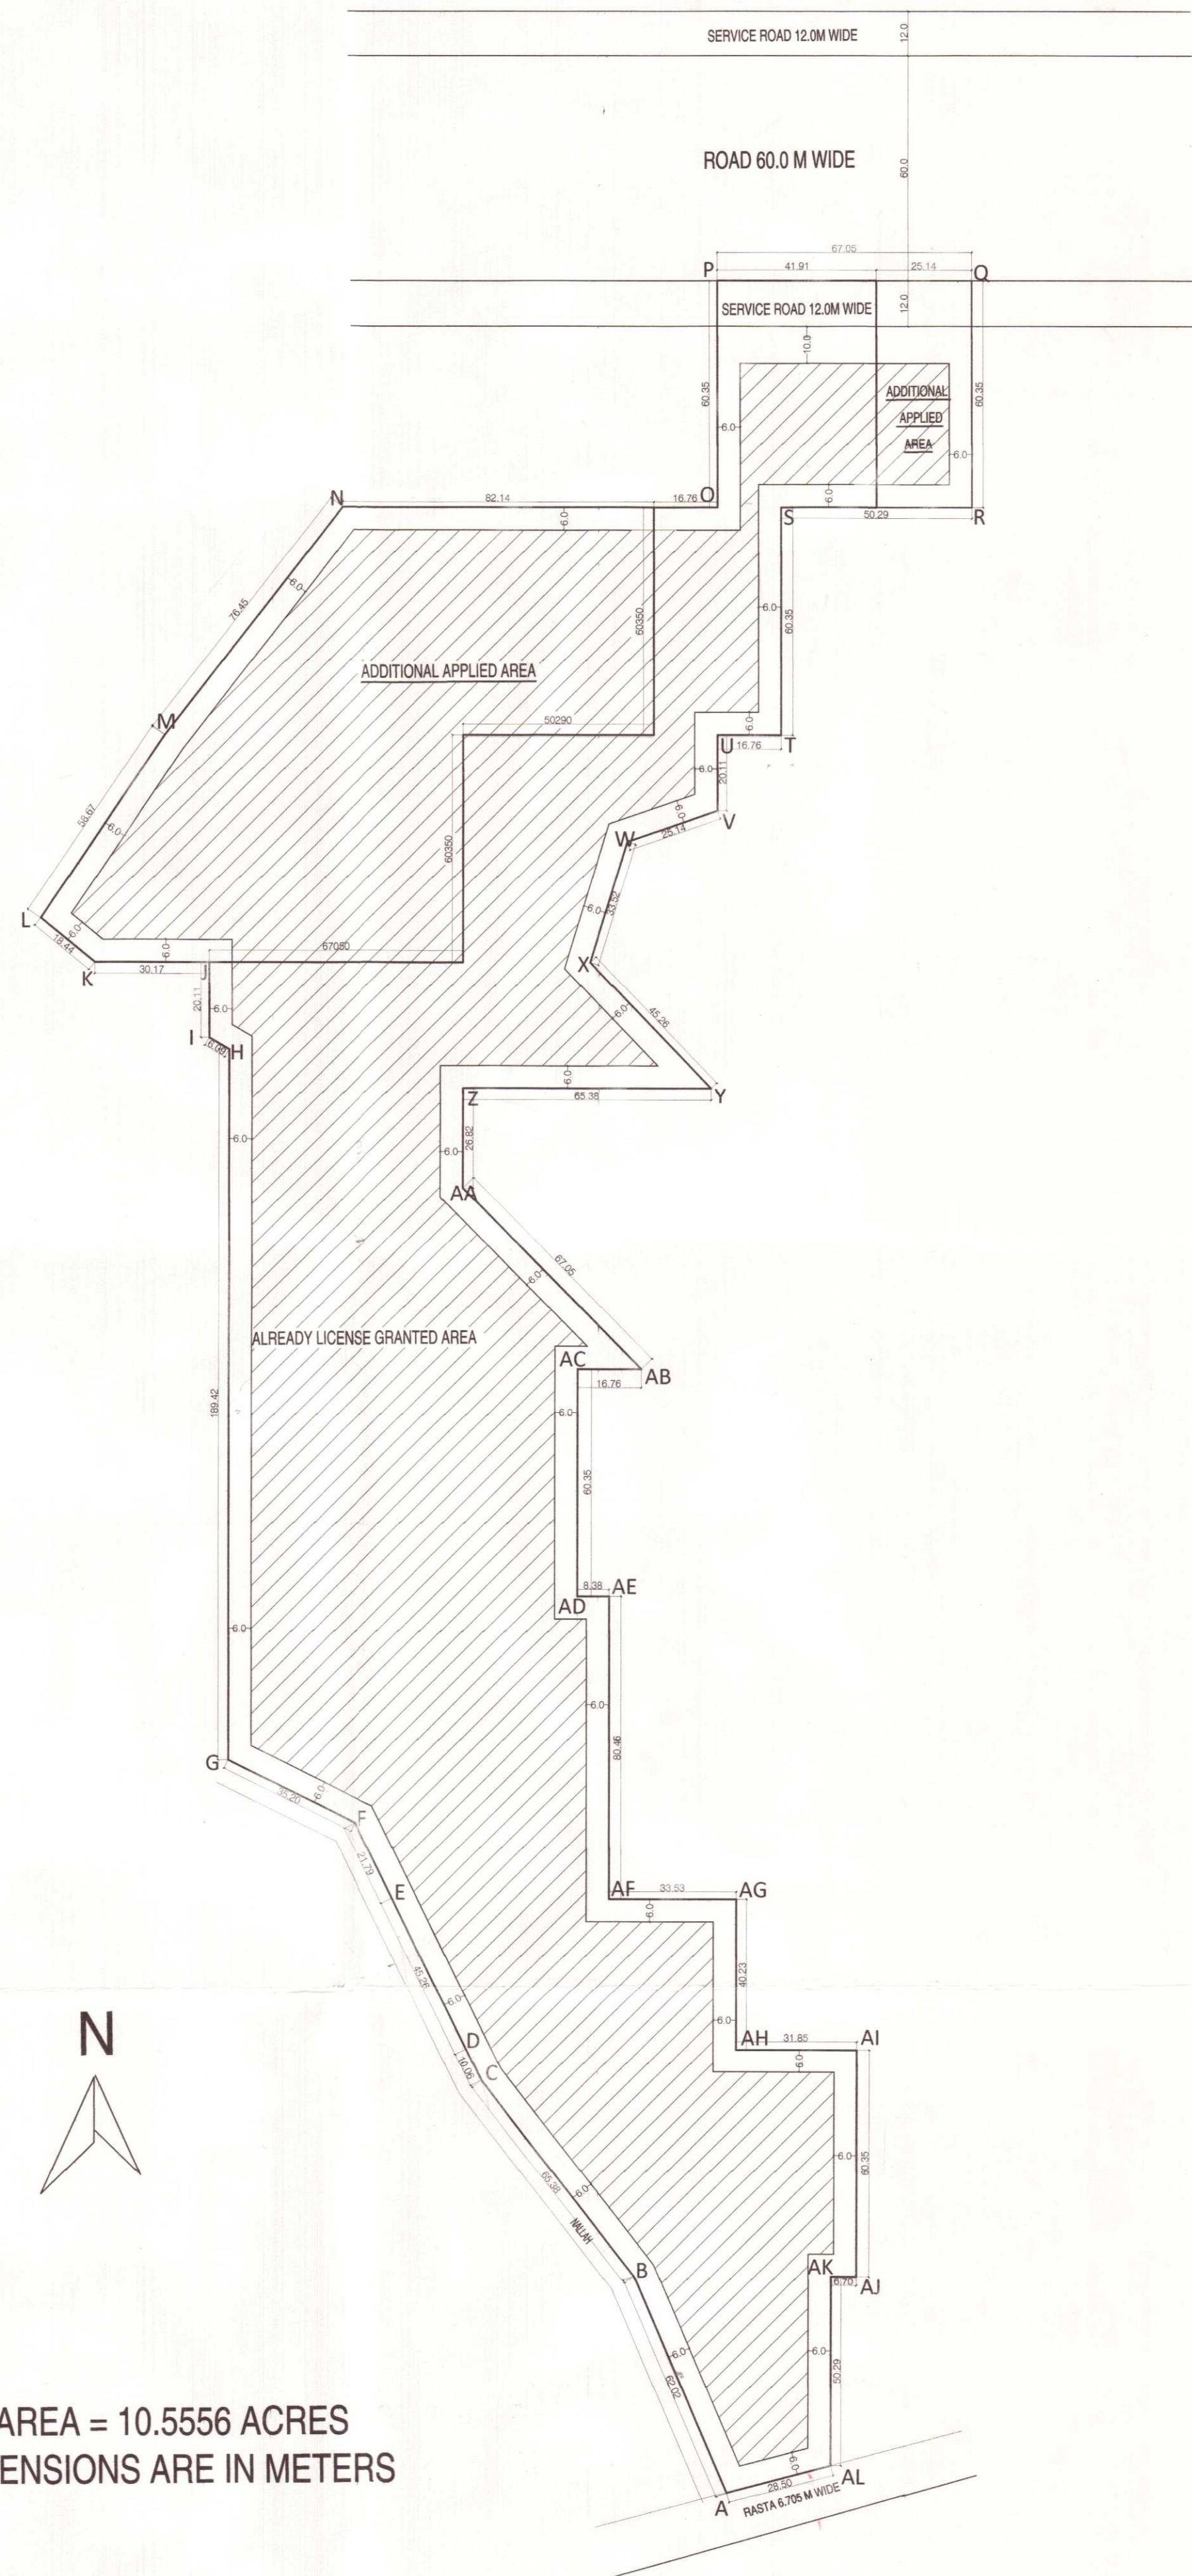 SERVICE ROAD 12.0M WIDE
12.0
ROAD 60.0 M WIDE
60.0
67.05
P
41.91
25.14
Q
SERVICE ROAD 12.0M WIDE
12.0
10.0
60.35
ADDITIONAL
APPLIED
AREA
60.35
6.0
6.0
N
82.14
16.76
O
6.0
6.0
S
50.29
R
76.45
6.0
60350
6.0
60.35
ADDITIONAL APPLIED AREA
M
50290
6.0
U
16.76
T
6.0
20.11
58.67
6.0
60350
6.0
V
W
25.14
L
6.0
33.52
18.44
6.0
6.0
67050
K
30.17
J
X
20.11
6.0
6.0
45.26
I
6.09
H
6.0
Z
65.38
Y
6.0
26.82
6.0
AA
67.05
6.0
ALREADY LICENSE GRANTED AREA
AC
16.76
AB
189.42
6.0
60.35
8.38
AE
AD
6.0
6.0
80.46
G
35.20
6.0
F
21.79
E
AF
33.53
AG
6.0
45.26
6.0
40.23
N
D
10.06
C
6.0
AH
31.85
AI
6.0
65.38
6.0
6.0
60.35
NALLAH
B
AK
6.70
AJ
6.0
62.02
6.0
50.29
AREA = 10.5556 ACRES
ENSIONS ARE IN METERS
6.0
28.50
AL
A
RASTA 6.705 M WIDE